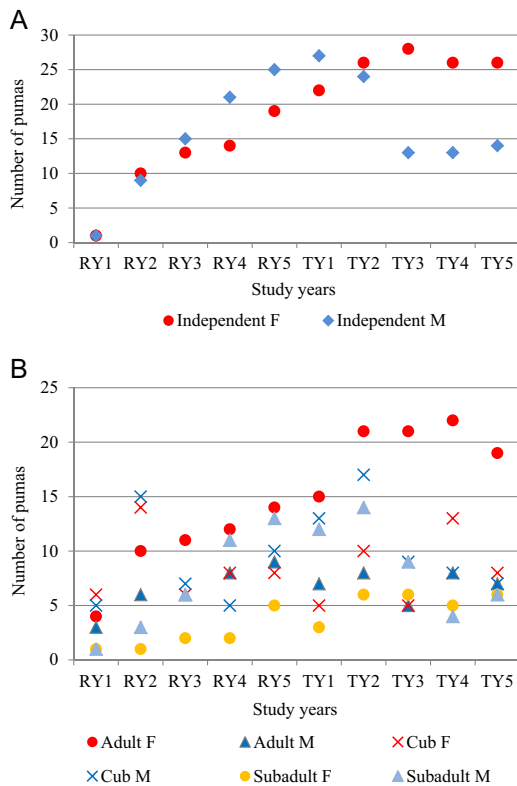 A
30
25
20
15
10
5
0
Number of pumas
RY1 RY2 RY3 RY4 RY5 TY1 TY2 TY3 TY4 TY5
Study years
Independent F Independent M
B
25
20
15
10
5
0
Number of pumas
RY1 RY2 RY3 RY4 RY5 TY1 TY2 TY3 TY4 TY5
Study years
Adult F Adult M Cub F
Cub M Subadult F Subadult M